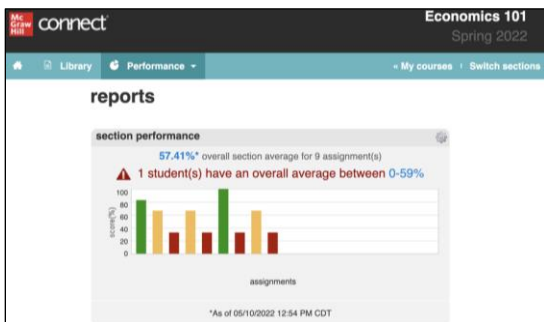 Mc
Graw
Hill
connect
Economics 101
Spring 2022
Library
Performance
« My courses
Switch sections
reports
section performance
57.41%* overall section average for 9 assignment(s)
1 student(s) have an overall average between 0-59%
score(%)
100
80
60
40
20
0
assignments
*As of 05/10/2022 12:54 PM CDT